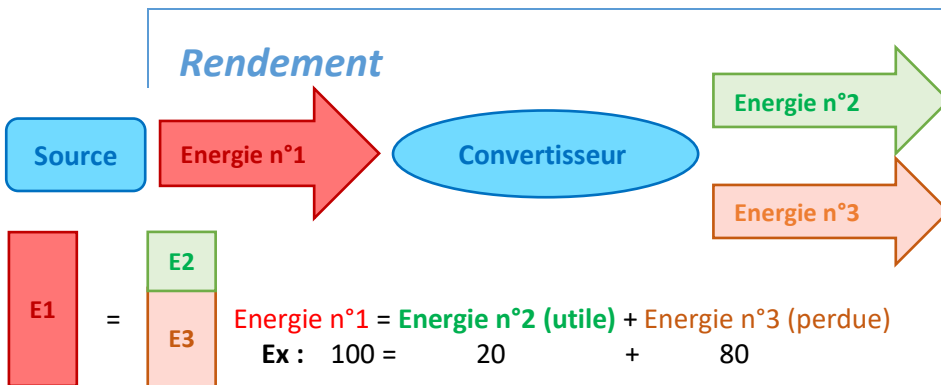 Rendement
Energie n°2
Source
Energie n°1
Convertisseur
Energie n°3
E2
E1
=
E3
Energie n°1 = Energie n°2 (utile) + Energie n°3 (perdue)
Ex : 100 = 20 + 80